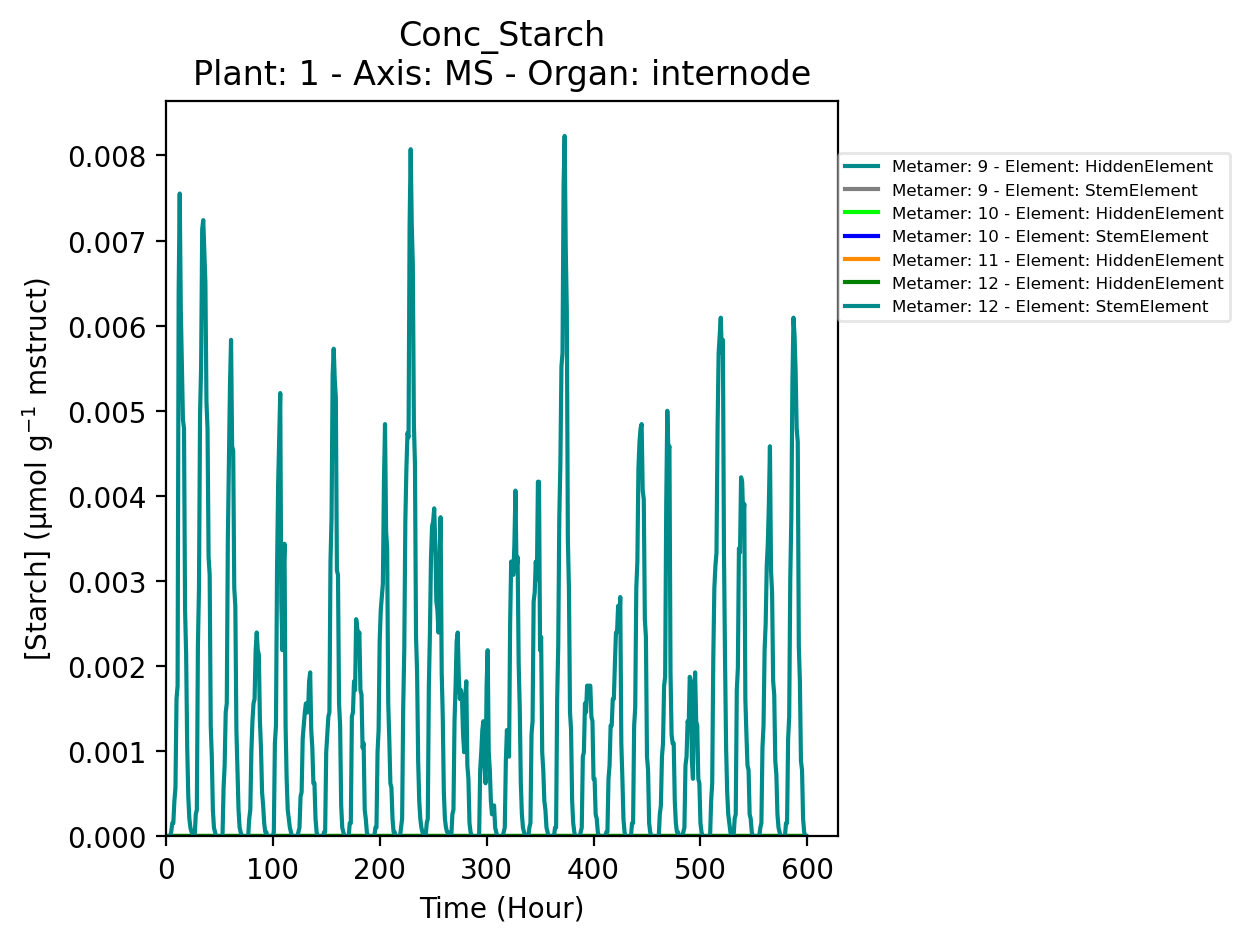 Conc_Starch
Plant: 1 - Axis: MS - Organ: internode
[Starch] (µmol g⁻¹ mstruct)
0.008
0.007
0.006
0.005
0.004
0.003
0.002
0.001
0.000
0
100
200
300
400
500
600
Time (Hour)
Metamer: 9 - Element: HiddenElement
Metamer: 9 - Element: StemElement
Metamer: 10 - Element: HiddenElement
Metamer: 10 - Element: StemElement
Metamer: 11 - Element: HiddenElement
Metamer: 12 - Element: HiddenElement
Metamer: 12 - Element: StemElement